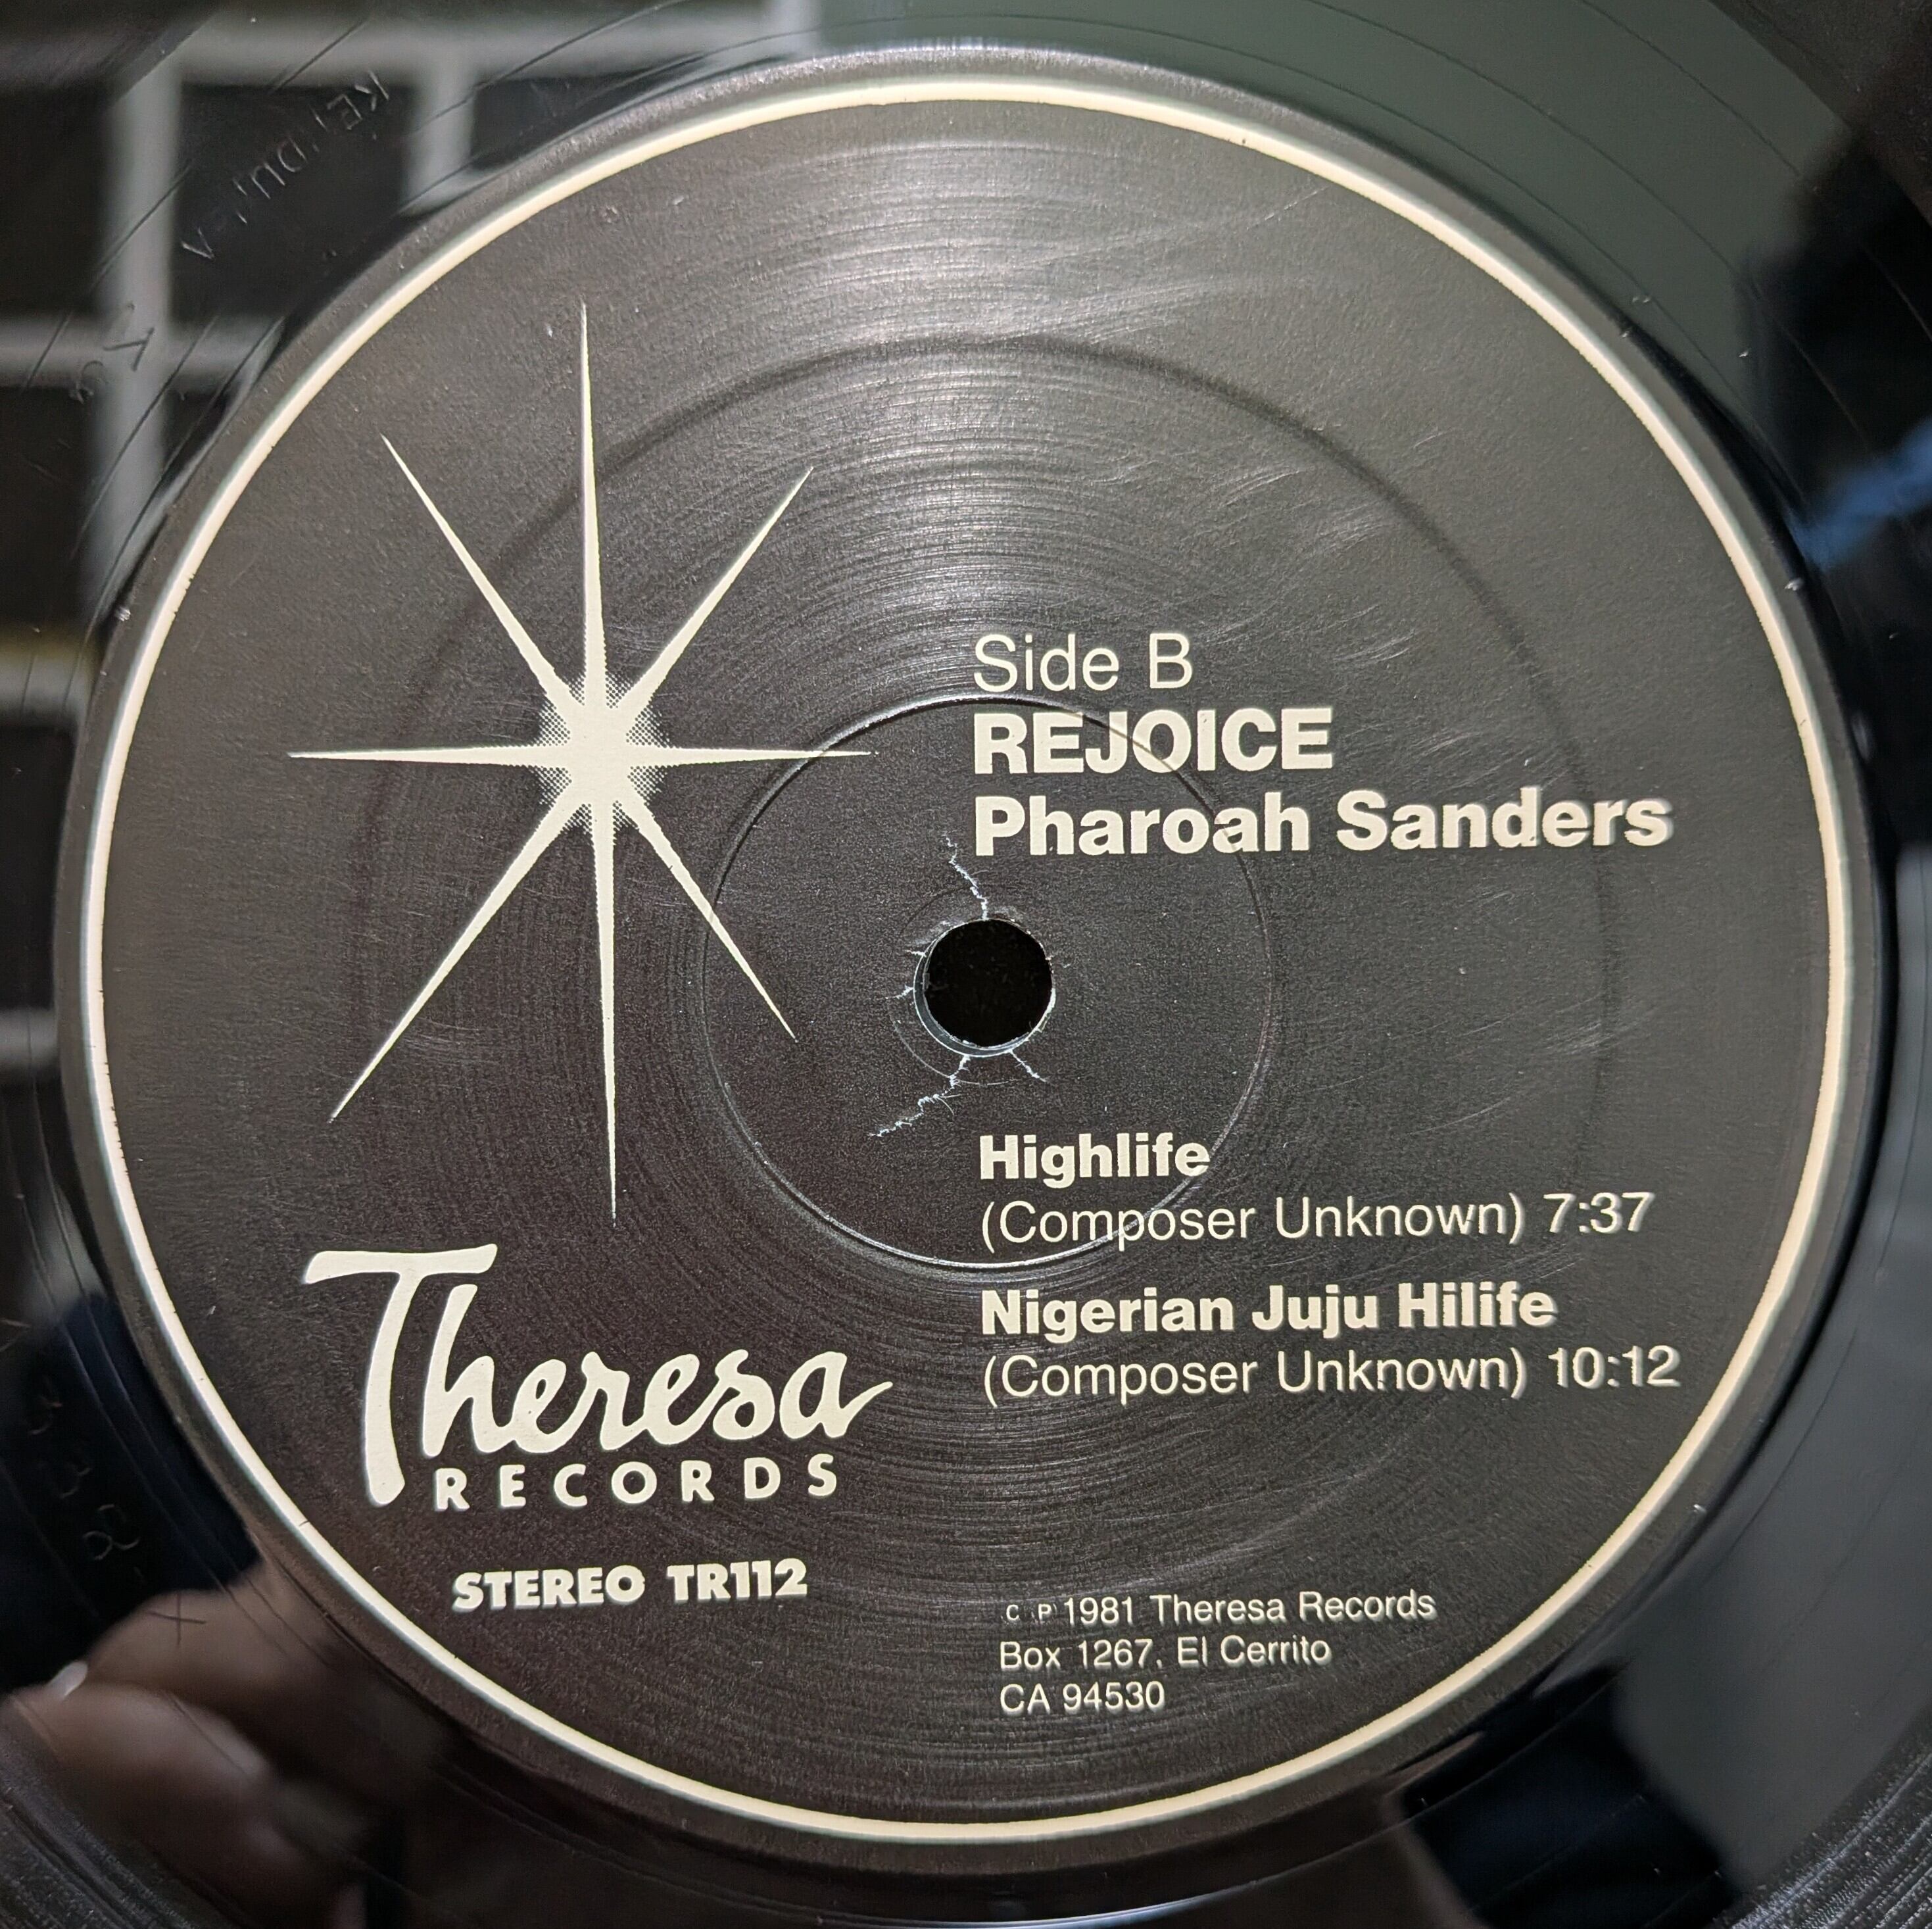 Side B
REJOICE
Pharoah Sanders
Highlife
(Composer Unknown) 7:37
Nigerian Juju Hilife
(Composer Unknown) 10:12
Theresa
RECORDS
STEREO TR112
C P 1981 Theresa Records
Box 1267, El Cerrito
CA 94530